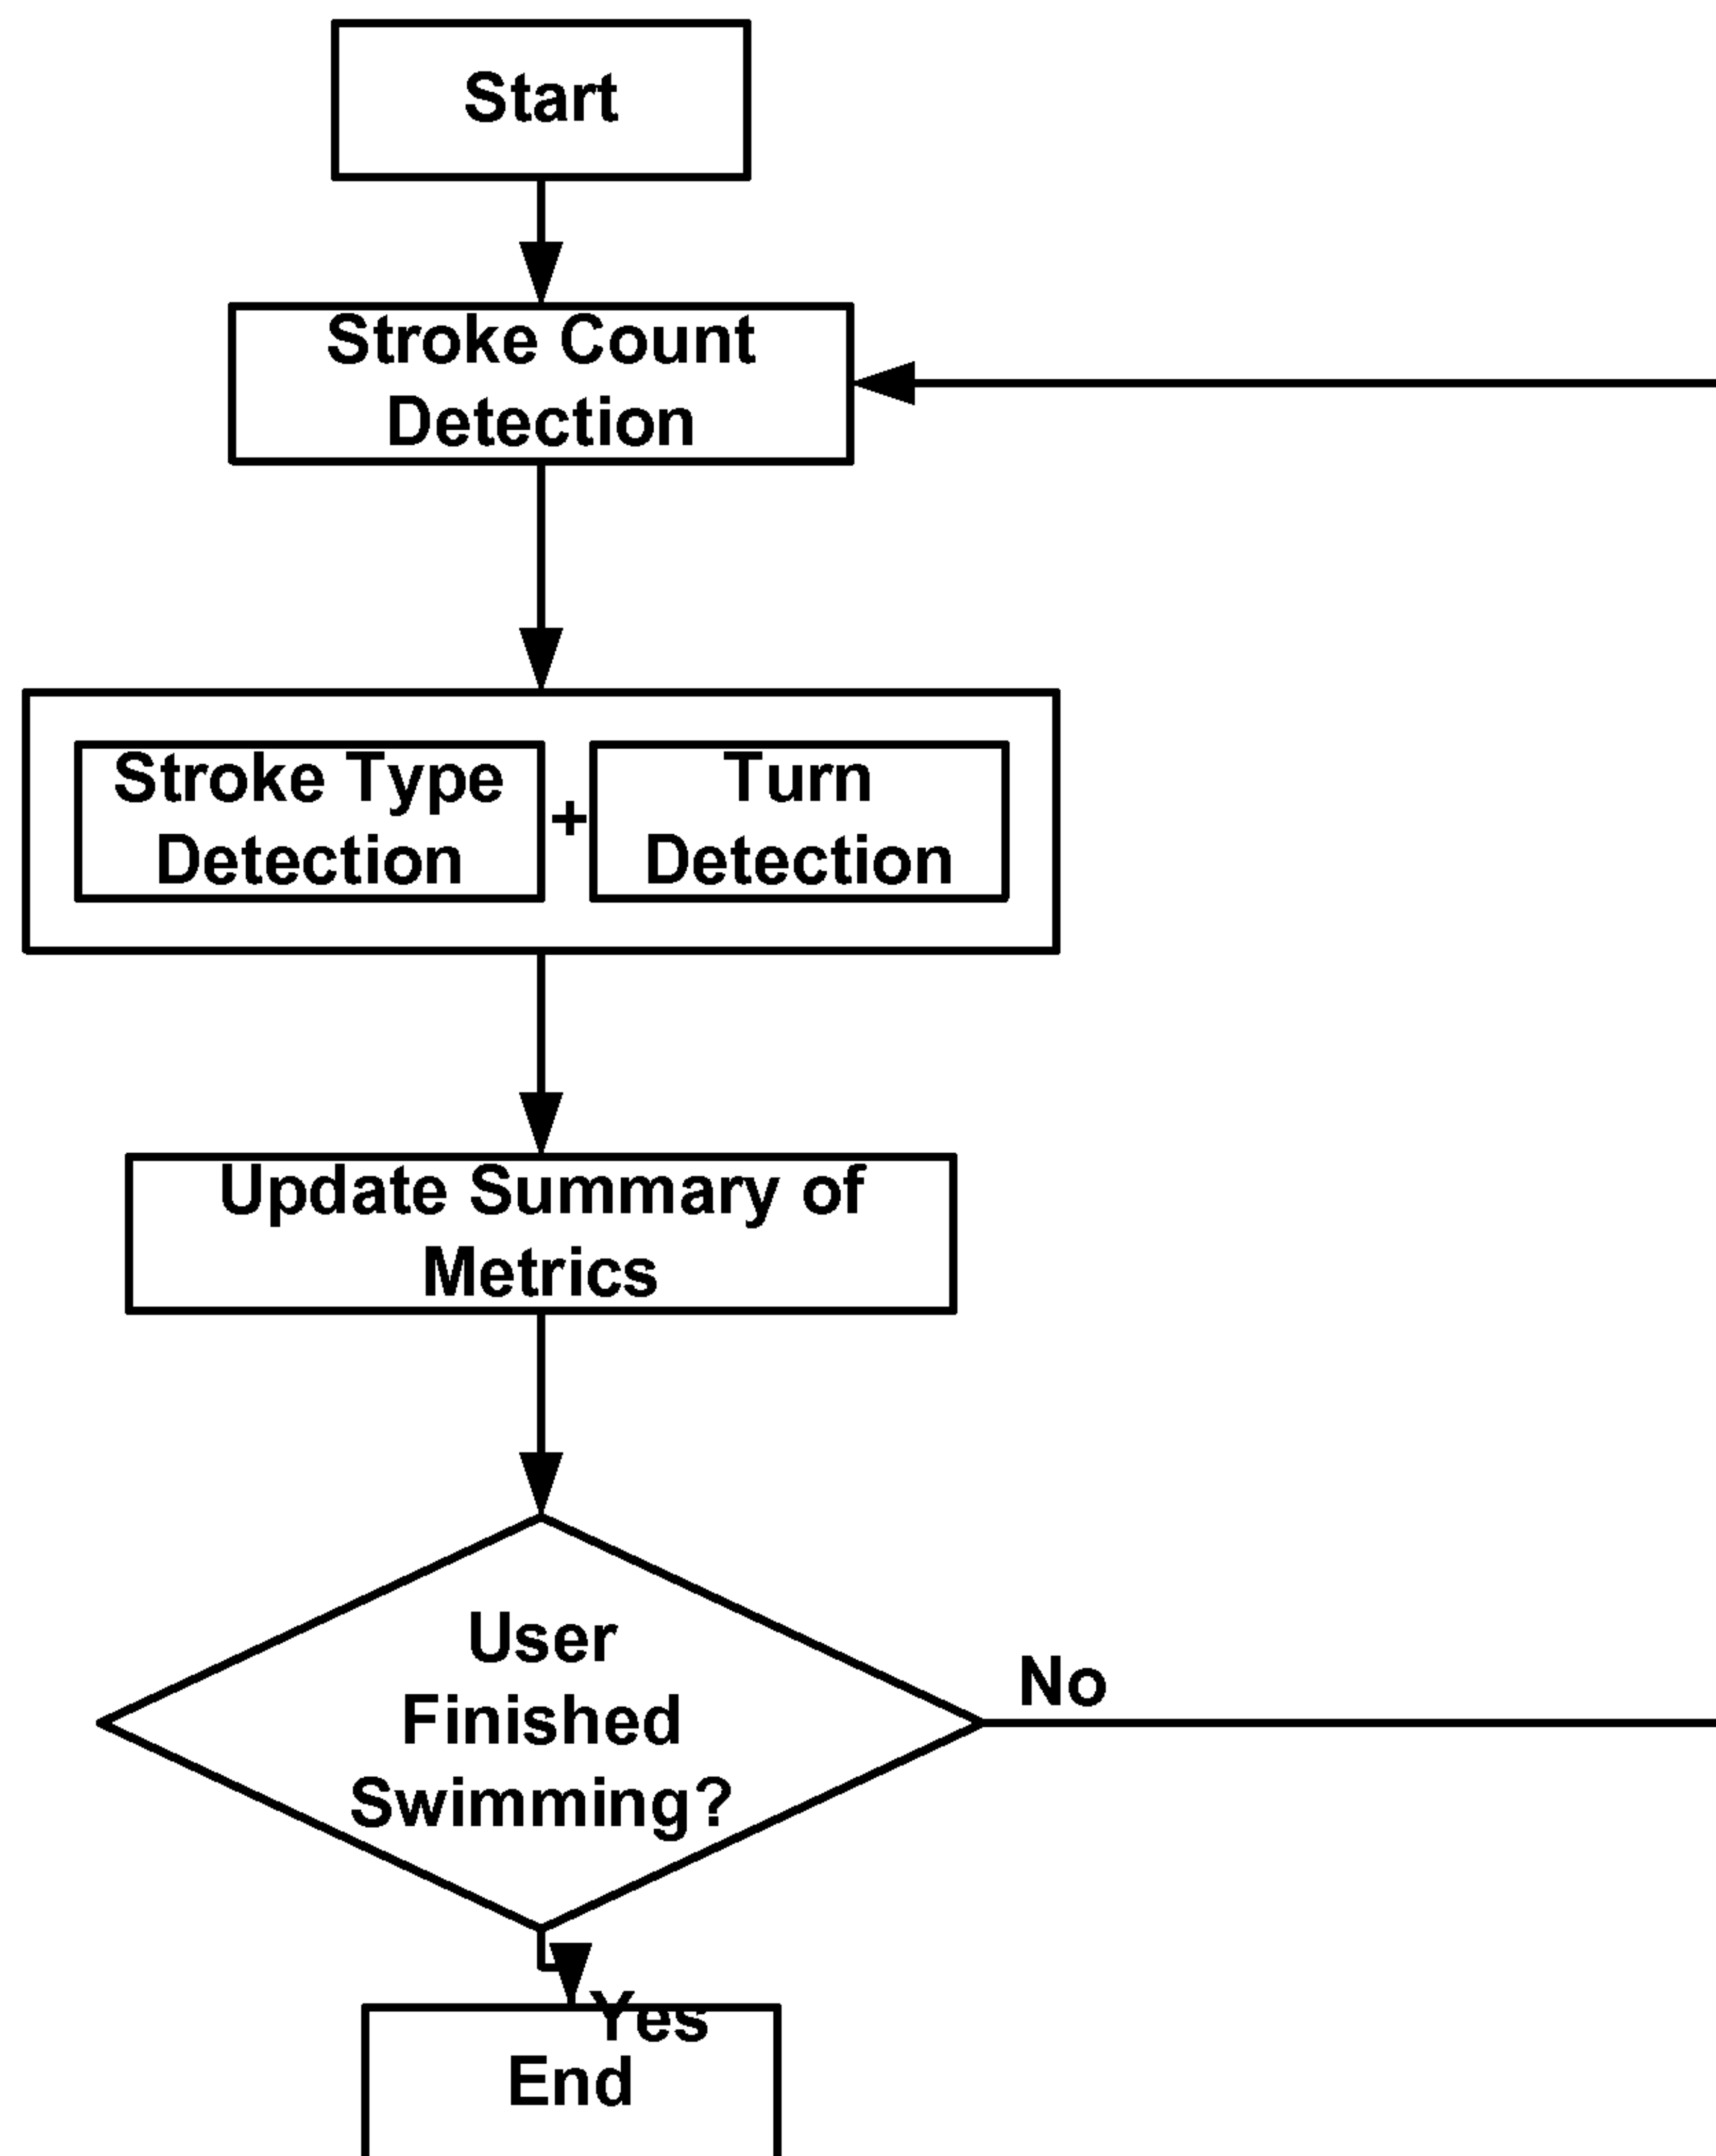 Start
Stroke Count
Detection
Stroke Type
Detection
+
Turn
Detection
Update Summary of
Metrics
User
Finished
Swimming?
No
Yes
End